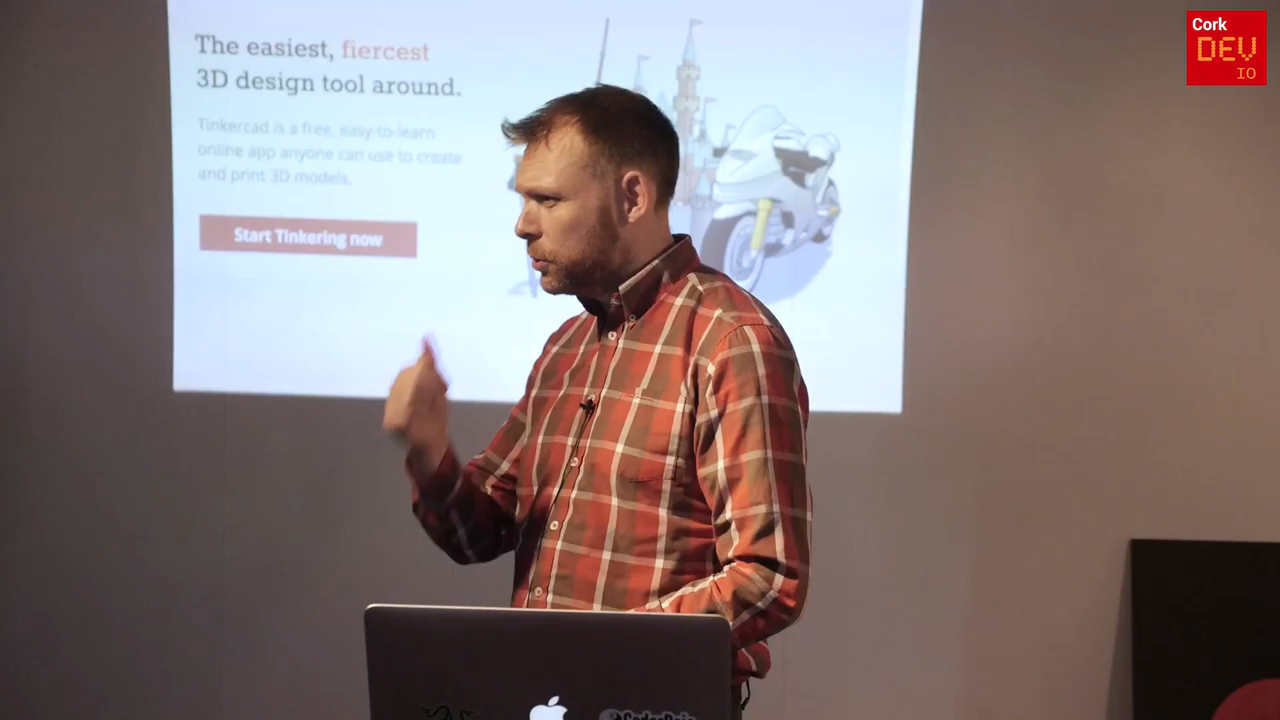 The easiest, fiercest
3D design tool around.
Tinkercad is a free, easy-to-learn
online app anyone can use to create
and print 3D models.
Start Tinkering now
Cork
DEV
IO
CoderDojo